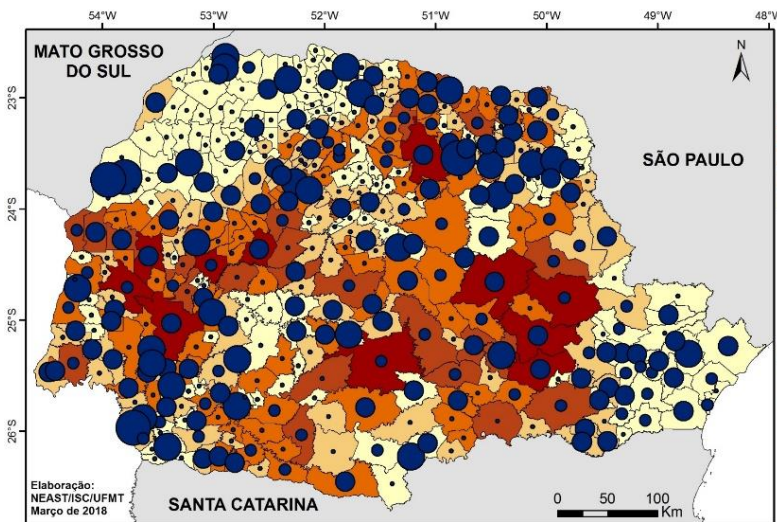 54°W 53°W 52°W 51°W 50°W 49°W 48°W
MATO GROSSO
DO SUL
N
23°S
SÃO PAULO
24°S
25°S
26°S
Elaboração:
NEAST/ISC/UFMT
Março de 2018
SANTA CATARINA
0 50 100
Km